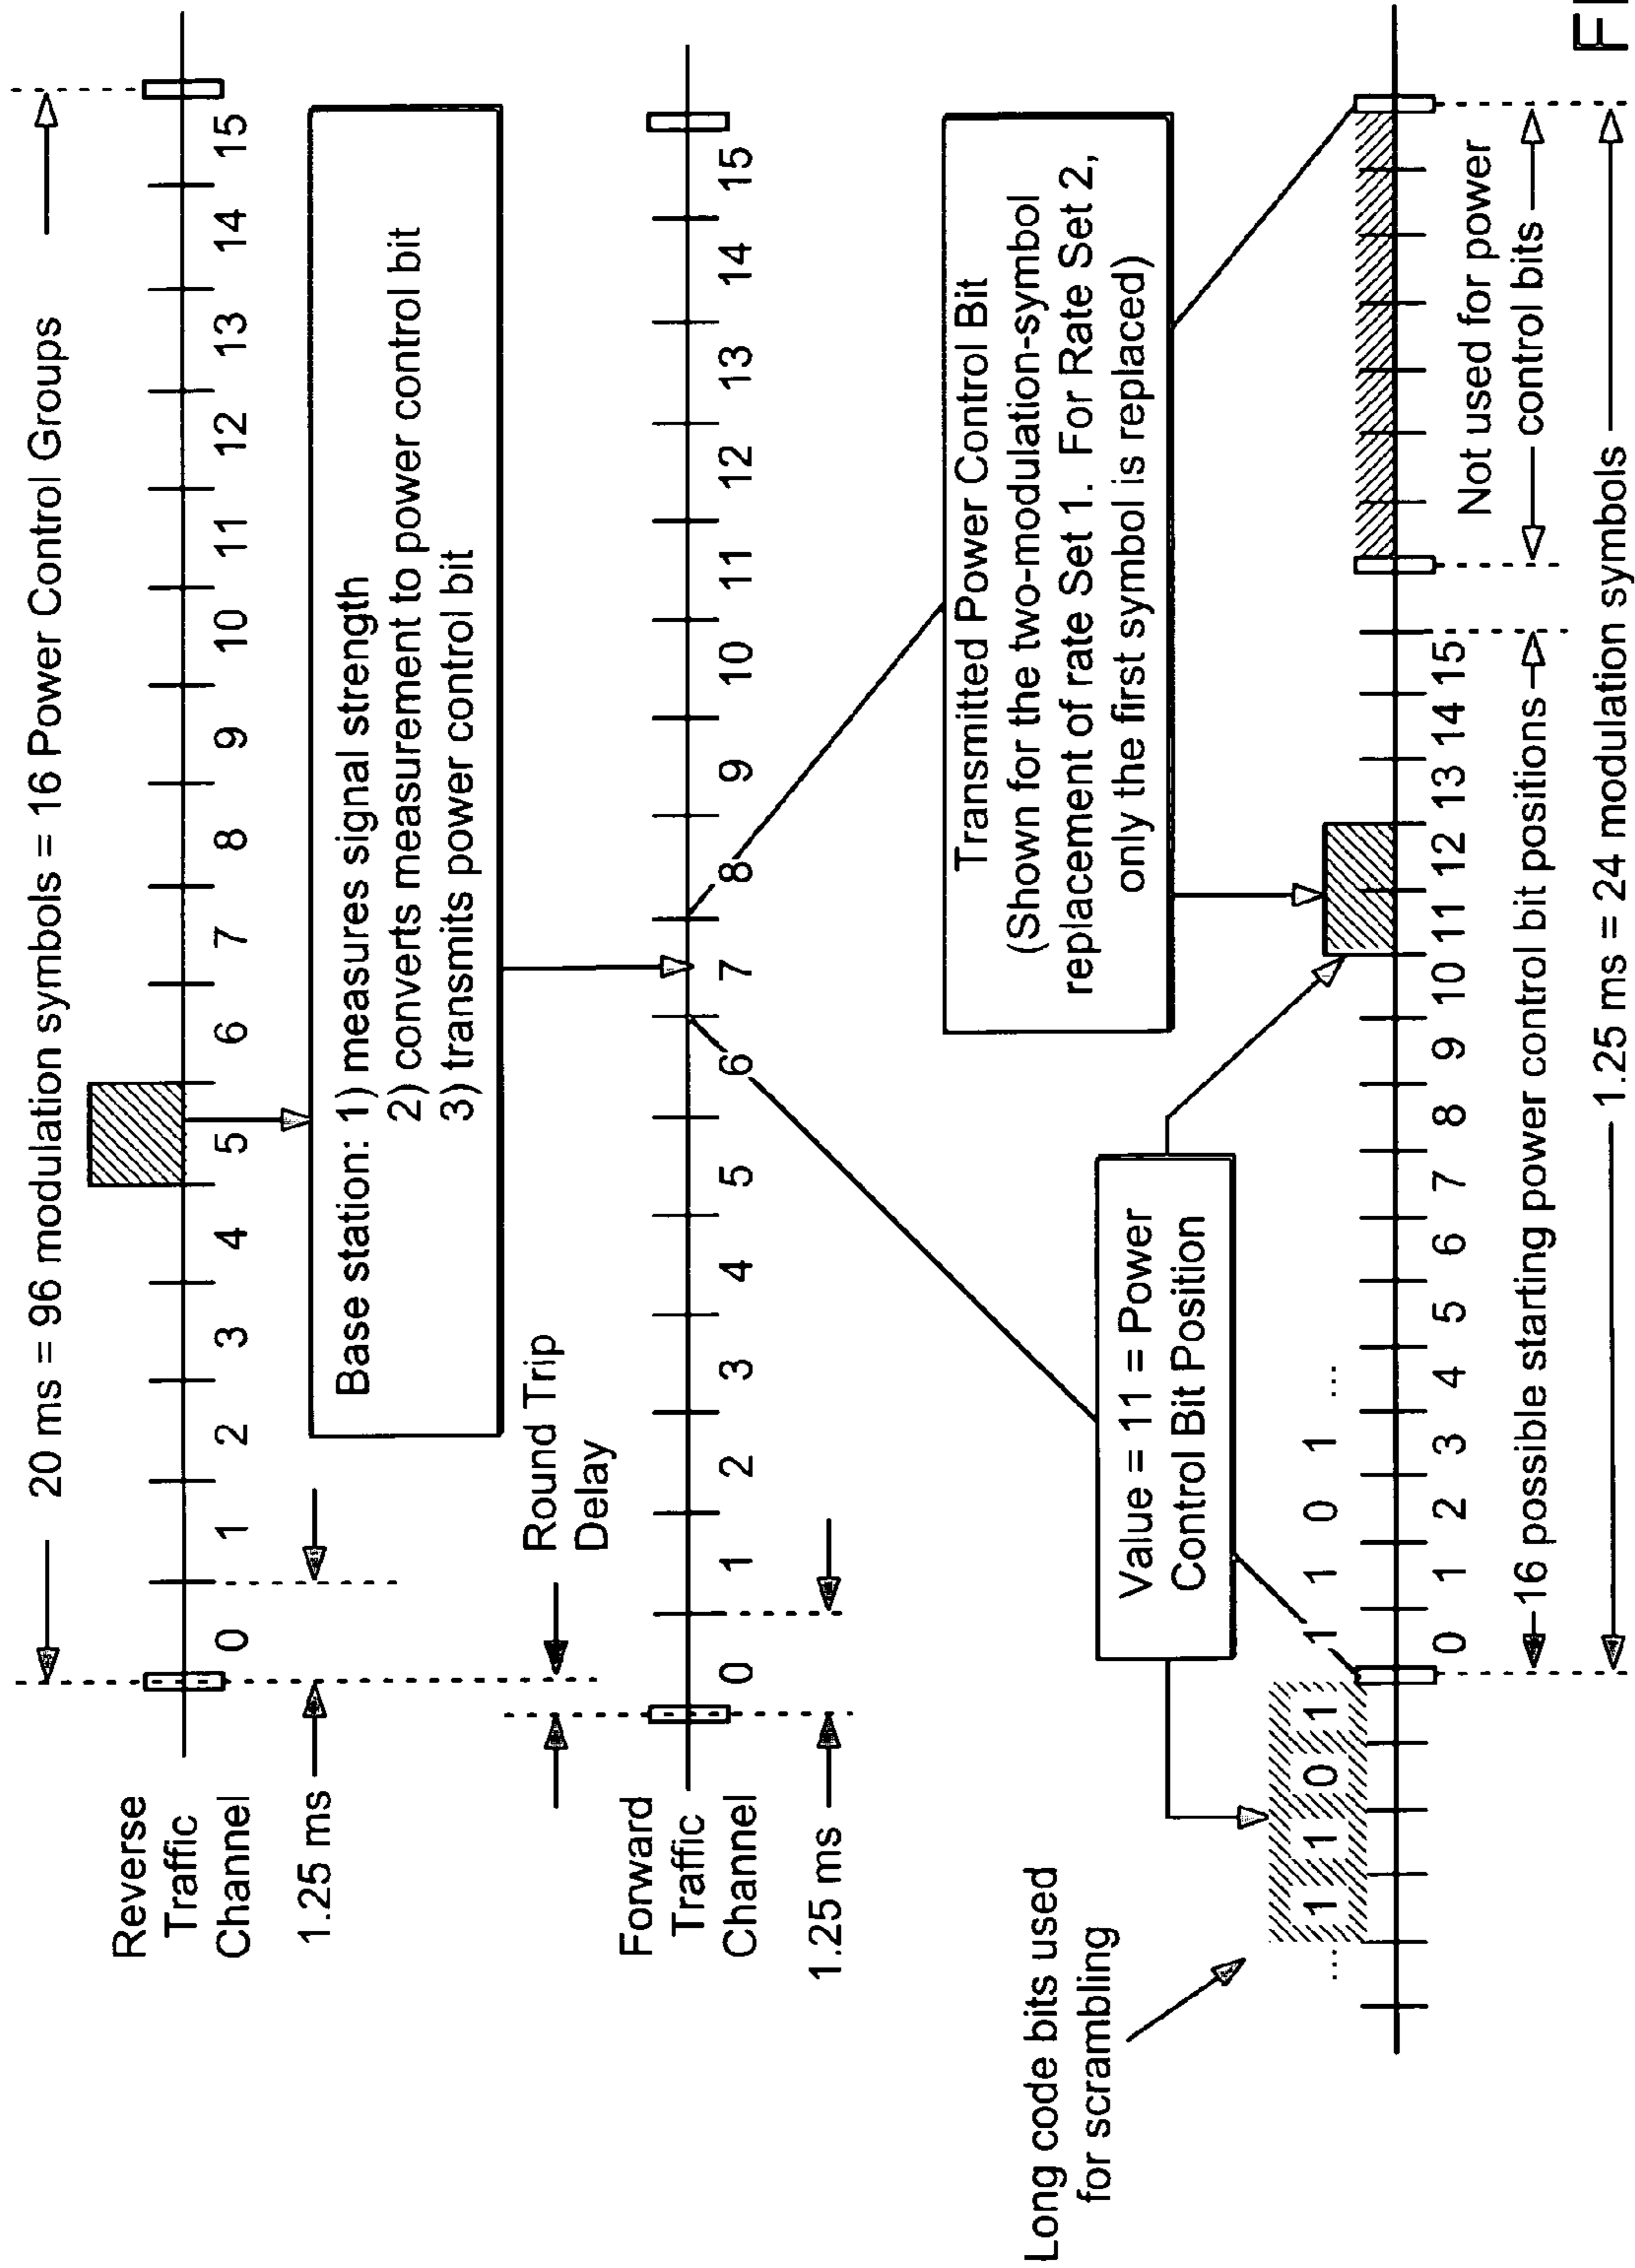 20 ms = 96 modulation symbols = 16 Power Control Groups
Reverse
Traffic
Channel
0 1 2 3 4 5 6 7 8 9 10 11 12 13 14 15
1.25 ms
Base station: 1) measures signal strength
2) converts measurement to power control bit
3) transmits power control bit
Round Trip
Delay
Forward
Traffic
Channel
0 1 2 3 4 5 6 7 8 9 10 11 12 13 14 15
1.25 ms
Transmitted Power Control Bit
(Shown for the two-modulation-symbol
replacement of rate Set 1. For Rate Set 2,
only the first symbol is replaced)
Value = 11 = Power
Control Bit Position
Long code bits used
for scrambling
... 1 1 0 1 1 1 0 1 ...
0 1 2 3 4 5 6 7 8 9 10 11 12 13 14 15
Not used for power
control bits
16 possible starting power control bit positions
1.25 ms = 24 modulation symbols